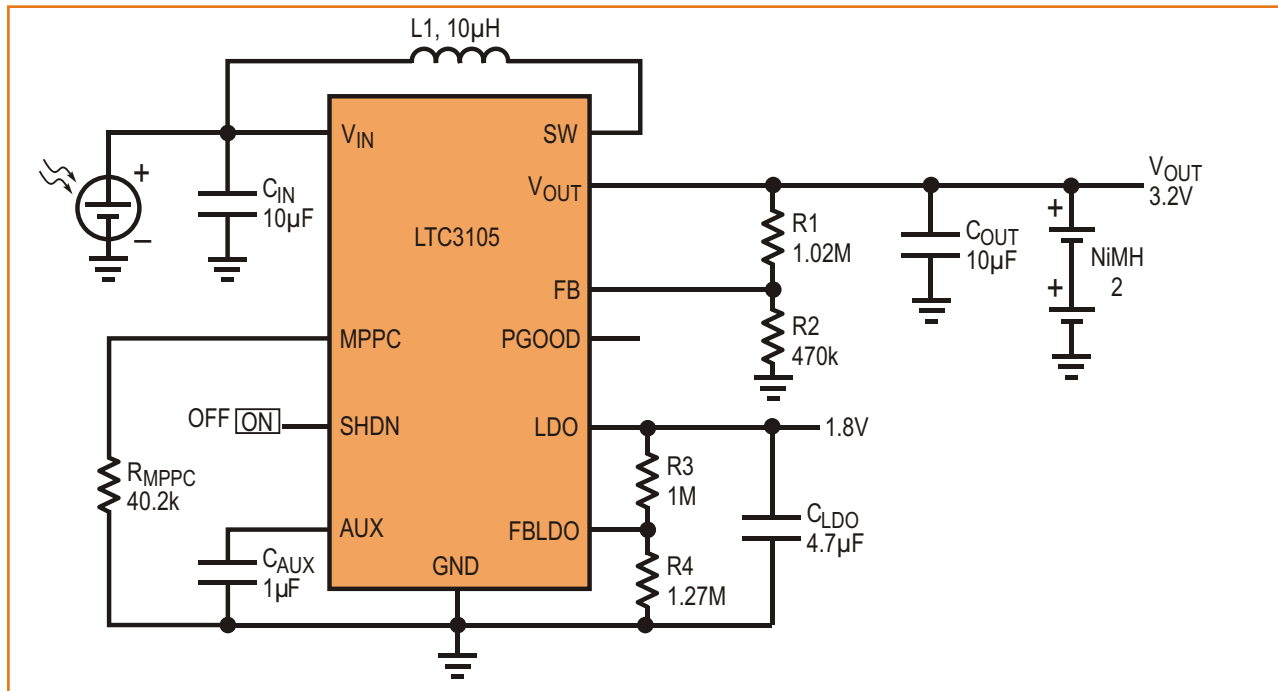 L1, 10µH
VIN
SW
+
–
CIN
10µF
VOUT
VOUT
3.2V
LTC3105
R1
1.02M
COUT
10µF
+
+
NiMH
2
FB
MPPC
PGOOD
R2
470k
OFF ON
SHDN
LDO
1.8V
RMPPC
40.2k
R3
1M
AUX
FBLDO
CLDO
4.7µF
CAUX
1µF
GND
R4
1.27M